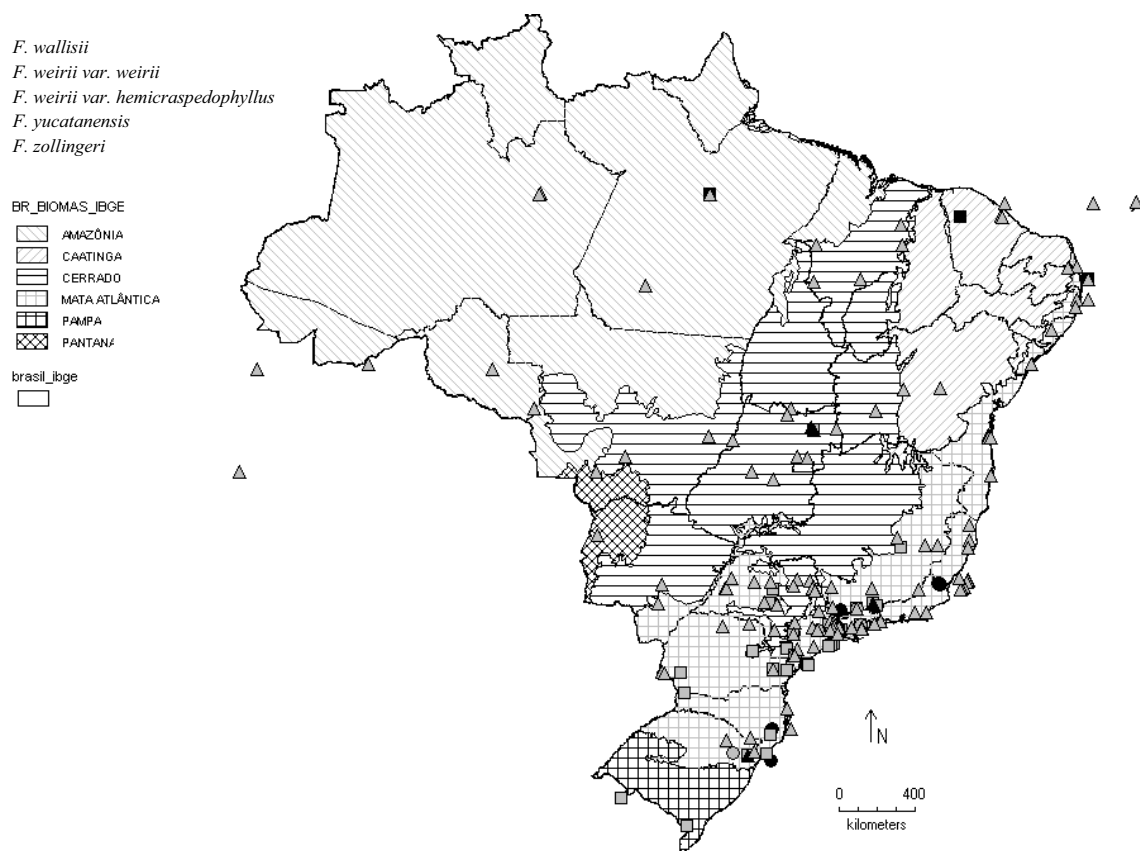 F. wallisii
F. weirii var. weirii
F. weirii var. hemicraspedophyllus
F. yucatanensis
F. zollingeri
BR_BIOMAS_IBGE
AMAZÔNIA
CAATINGA
CERRADO
MATA ATLÂNTICA
PAMPA
PANTANA
brasil_ibge
N
0 400
kilometers